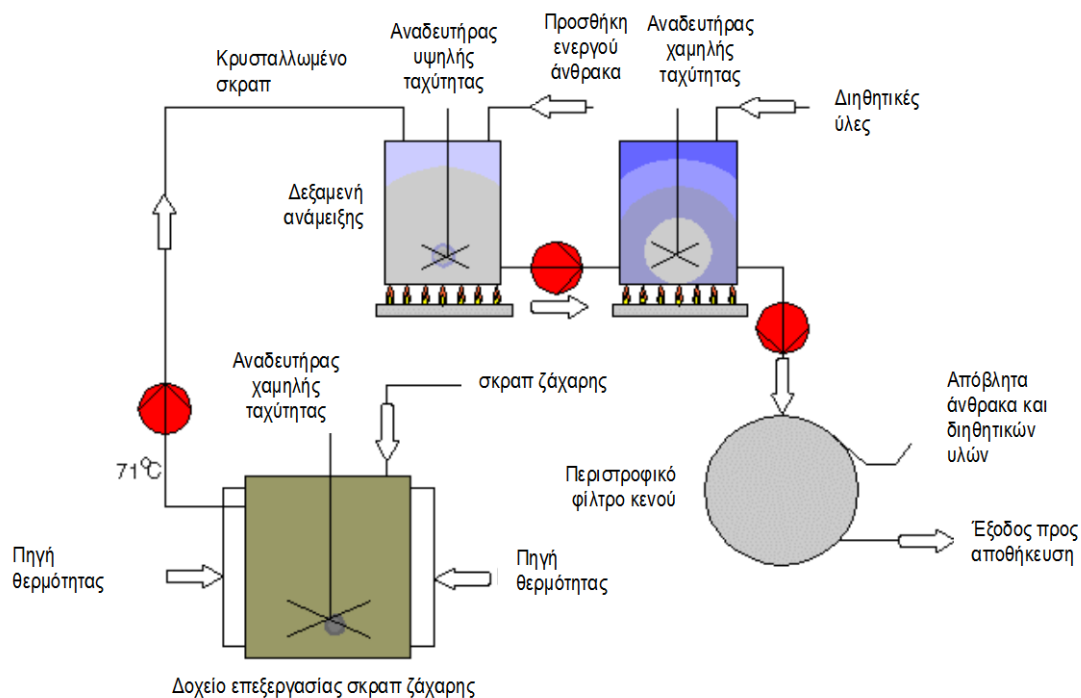 Κρυσταλλωμένο
σκραπ
Αναδευτήρας
υψηλής
ταχύτητας
Προσθήκη
ενεργού
άνθρακα
Αναδευτήρας
χαμηλής
ταχύτητας
Διηθητικές
ύλες
Δεξαμενή
ανάμειξης
Αναδευτήρας
χαμηλής
ταχύτητας
σκραπ ζάχαρης
71°C
Απόβλητα
άνθρακα και
διηθητικών
υλών
Περιστροφικό
φίλτρο κενού
Έξοδος προς
αποθήκευση
Πηγή
θερμότητας
Πηγή
θερμότητας
Δοχείο επεξεργασίας σκραπ ζάχαρης